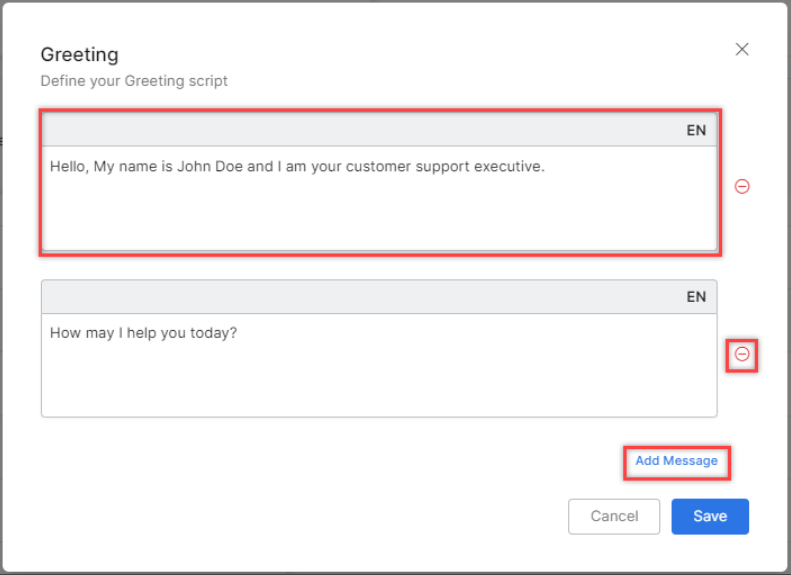 Greeting
Define your Greeting script
EN
Hello, My name is John Doe and I am your customer support executive.
EN
How may I help you today?
Add Message
Cancel
Save